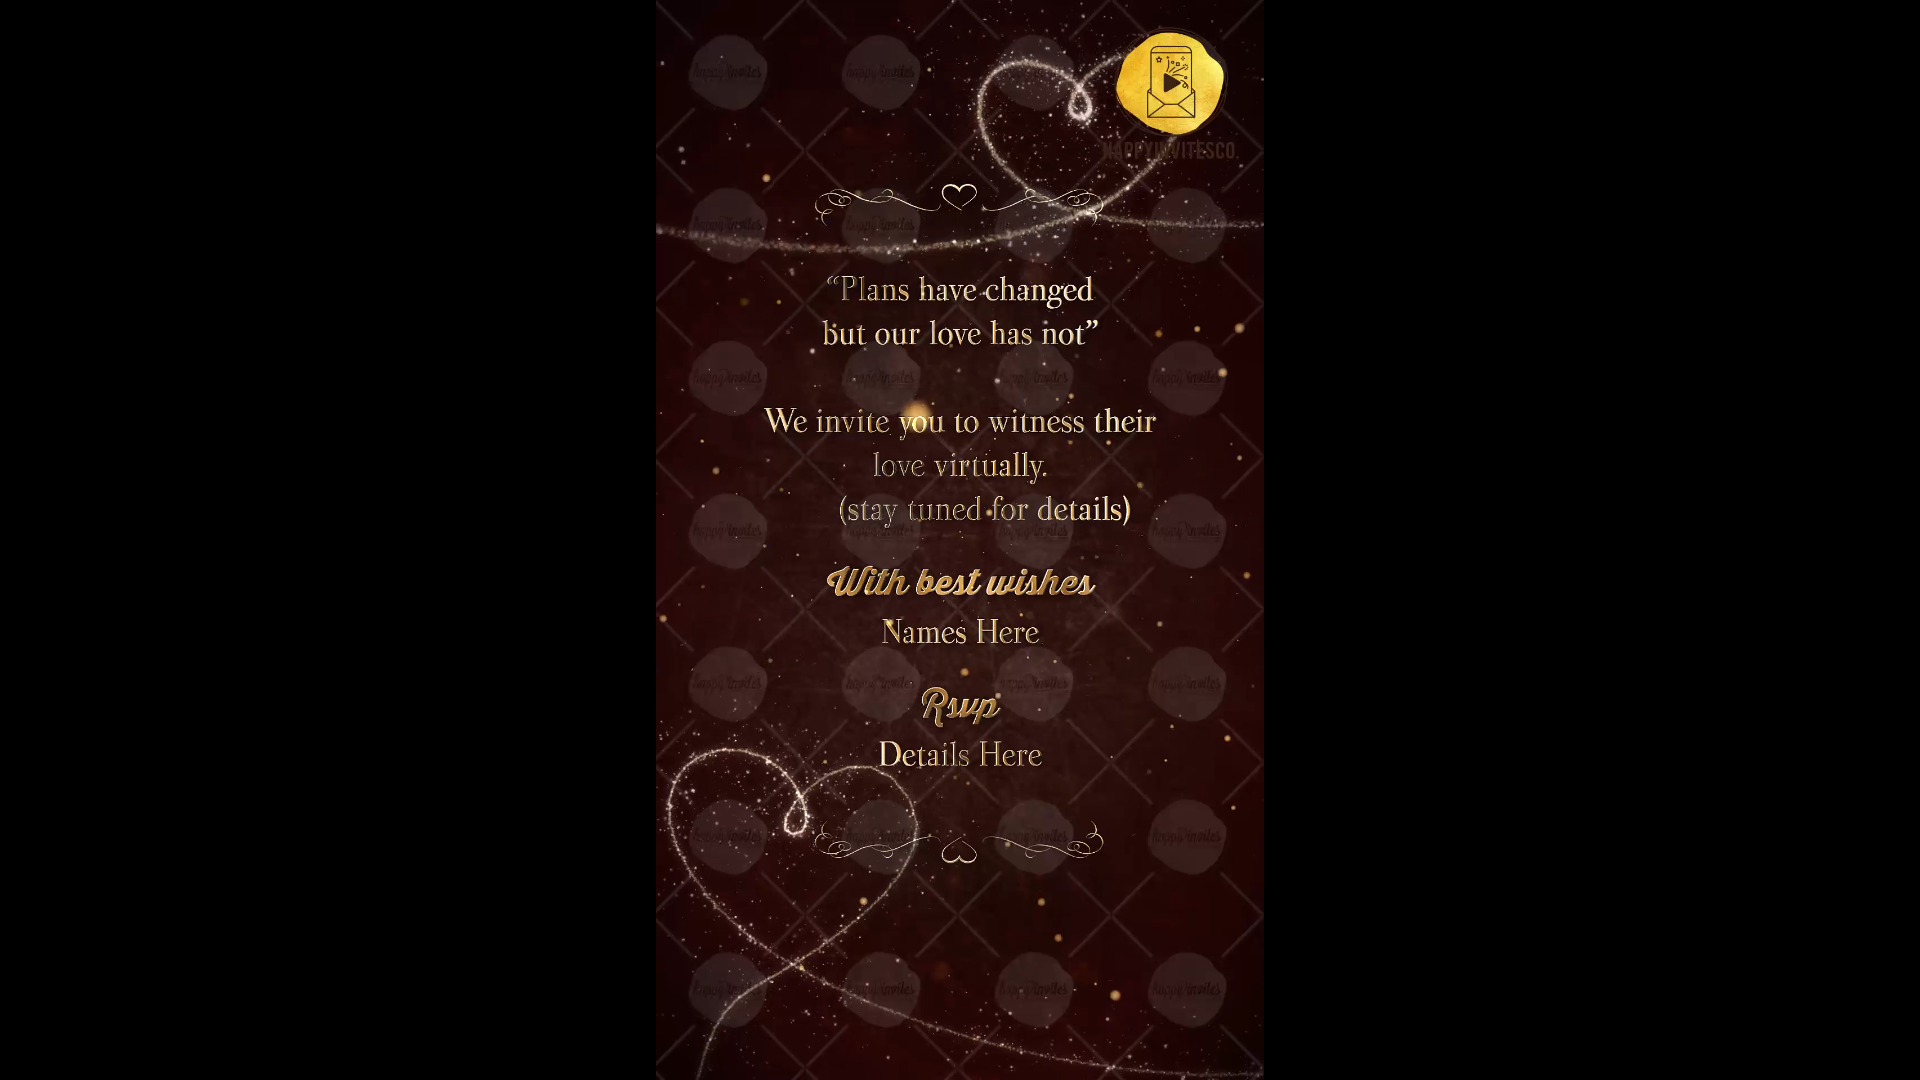 HAPPYINVITESCO.
“Plans have changed
but our love has not”
We invite you to witness their
love virtually.
(stay tuned for details)
With best wishes
Names Here
Rsvp
Details Here